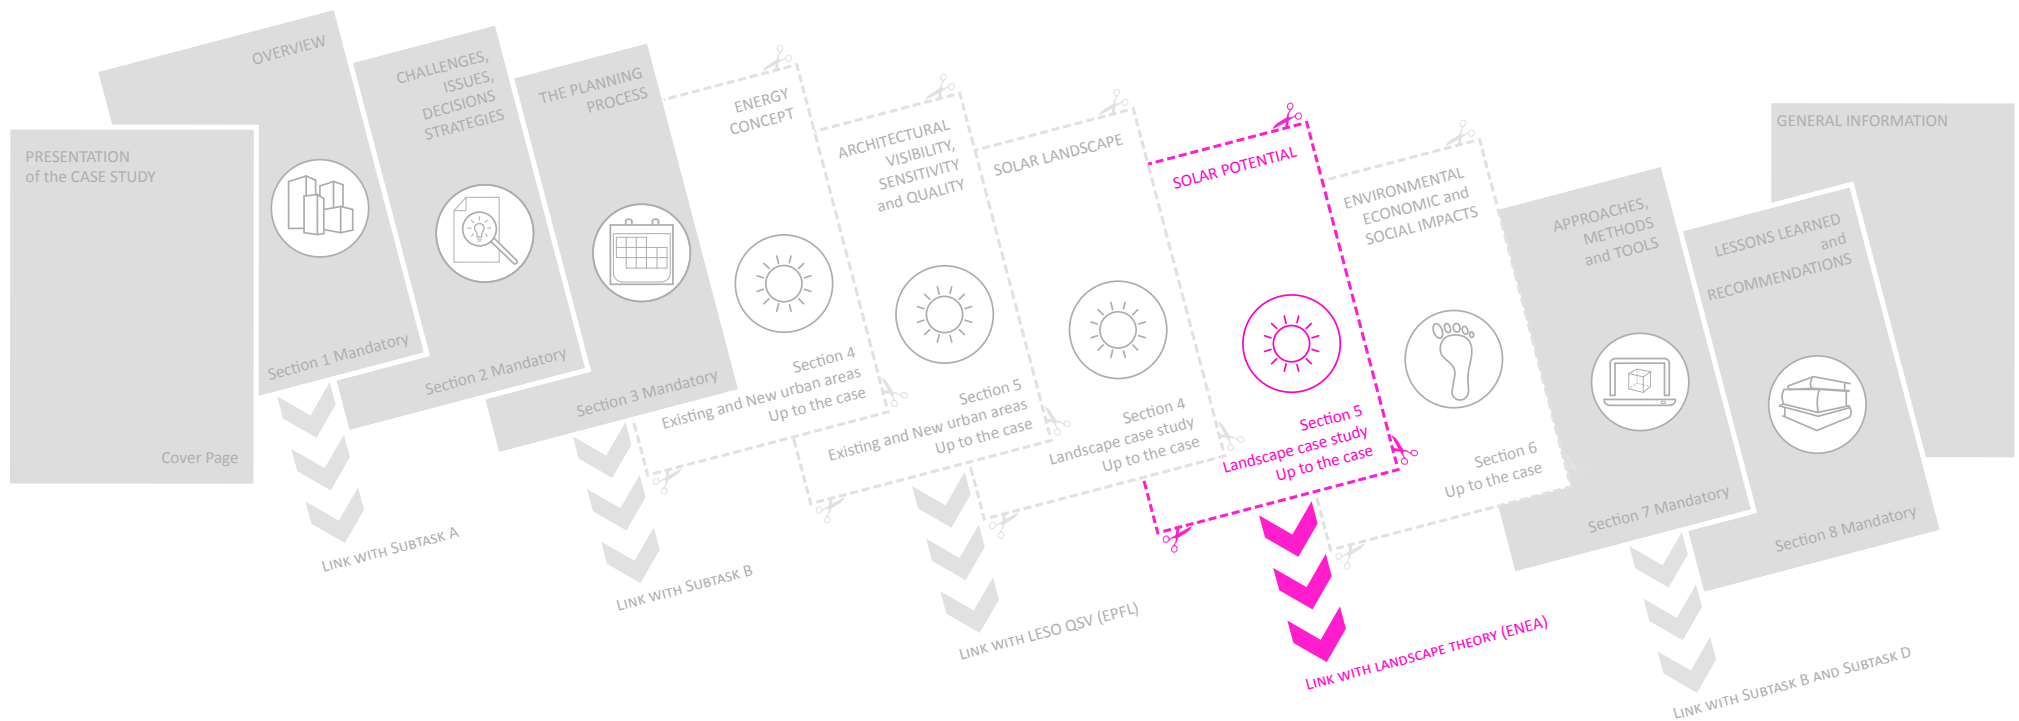 PRESENTATION
of the CASE STUDY
Cover Page
OVERVIEW
Section 1 Mandatory
LINK WITH SUBTASK A
CHALLENGES,
ISSUES,
DECISIONS
STRATEGIES
Section 2 Mandatory
THE PLANNING
PROCESS
Section 3 Mandatory
LINK WITH SUBTASK B
ENERGY
CONCEPT
Section 4
Existing and New urban areas
Up to the case
ARCHITECTURAL
VISIBILITY,
SENSITIVITY
and QUALITY
Section 5
Existing and New urban areas
Up to the case
LINK WITH LESO QSV (EPFL)
SOLAR LANDSCAPE
Section 4
Landscape case study
Up to the case
SOLAR POTENTIAL
Section 5
Landscape case study
Up to the case
LINK WITH LANDSCAPE THEORY (ENEA)
ENVIRONMENTAL
ECONOMIC and
SOCIAL IMPACTS
Section 6
Up to the case
APPROACHES,
METHODS
and TOOLS
Section 7 Mandatory
LINK WITH SUBTASK B AND SUBTASK D
LESSONS LEARNED
and
RECOMMENDATIONS
Section 8 Mandatory
GENERAL INFORMATION